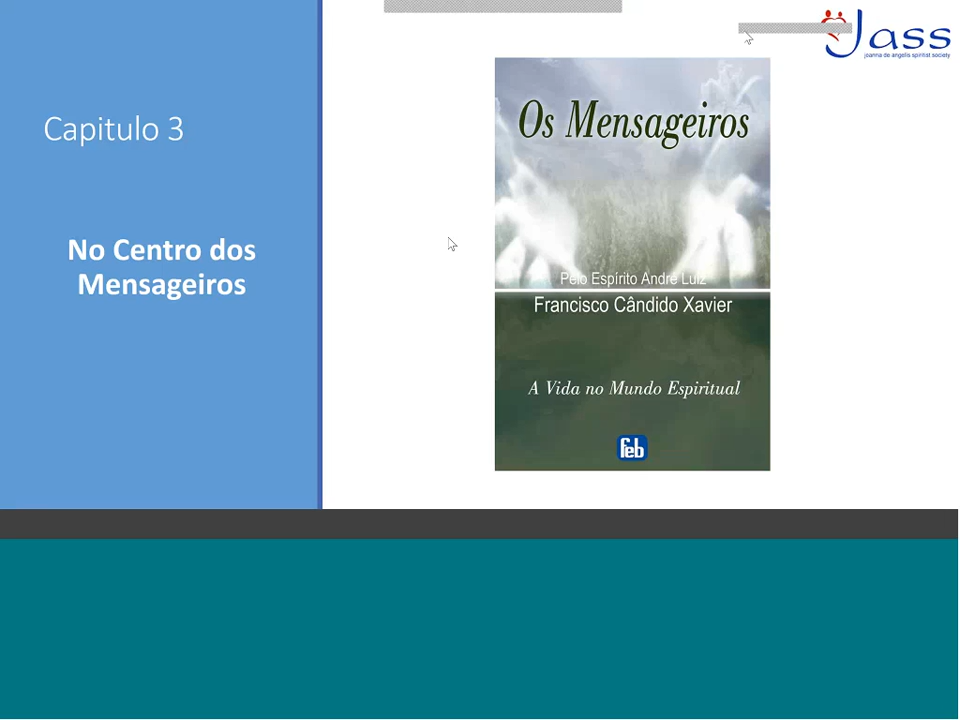 Capitulo 3
No Centro dos
Mensageiros
Jass
joanna de angelis spiritist society
Os Mensageiros
Pelo Espírito André Luiz
Francisco Cândido Xavier
A Vida no Mundo Espiritual
feb